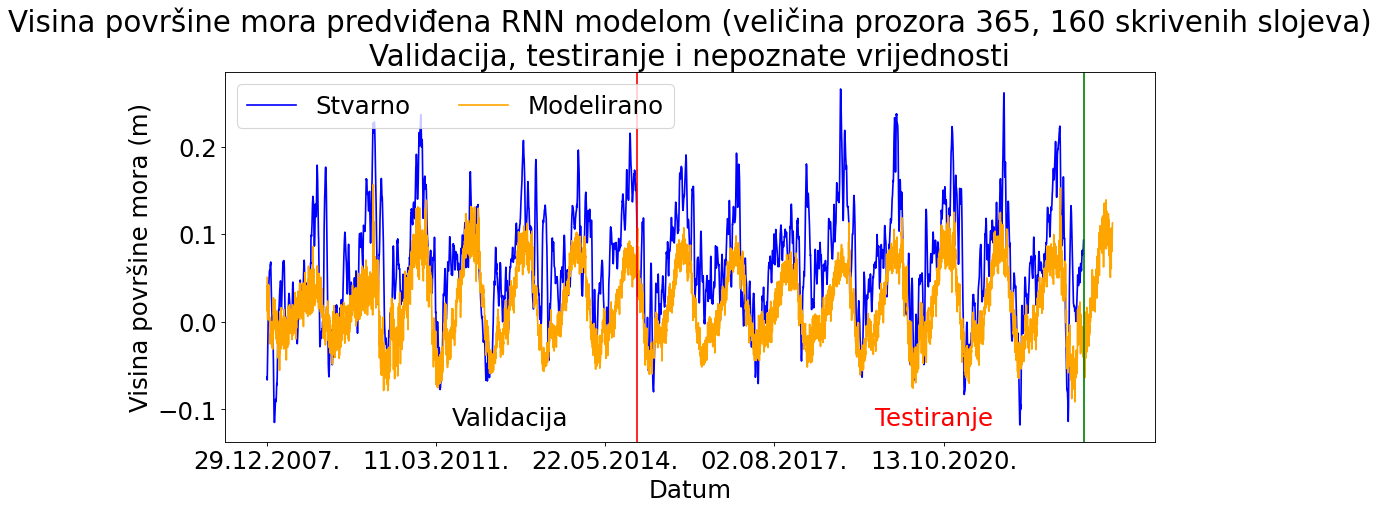 Visina površine mora predviđena RNN modelom (veličina prozora 365, 160 skrivenih slojeva)
Validacija, testiranje i nepoznate vrijednosti
Stvarno
Modelirano
Visina površine mora (m)
0.2
0.1
0.0
−0.1
Validacija
Testiranje
29.12.2007.
11.03.2011.
22.05.2014.
02.08.2017.
13.10.2020.
Datum